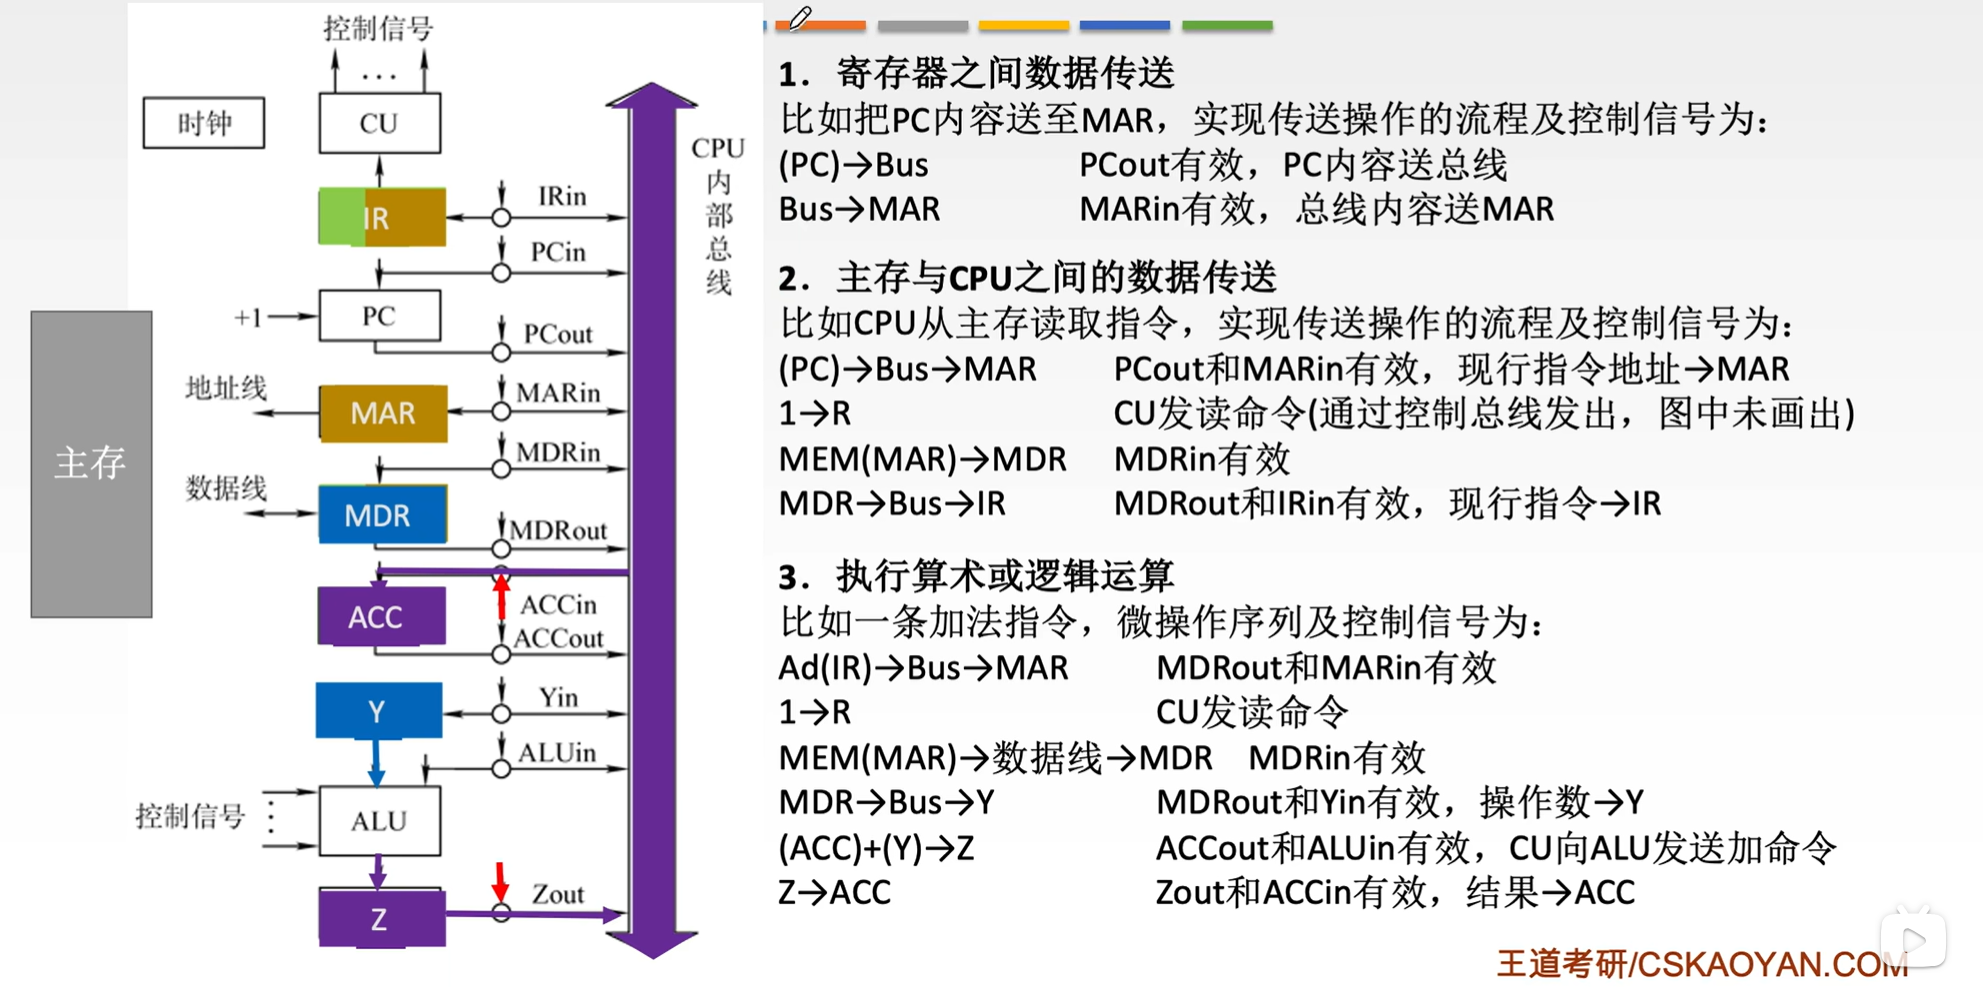 控制信号
...
时钟
CU
CPU内部总线
IR
IRin
PCin
+1
PC
PCout
地址线
MAR
MARin
主存
MDRin
数据线
MDR
MDRout
ACC
ACCin
ACCout
Y
Yin
ALUin
控制信号
ALU
Z
Zout
1. 寄存器之间数据传送
比如把PC内容送至MAR，实现传送操作的流程及控制信号为：
(PC)→Bus PCout有效，PC内容送总线
Bus→MAR MARin有效，总线内容送MAR
2. 主存与CPU之间的数据传送
比如CPU从主存读取指令，实现传送操作的流程及控制信号为：
(PC)→Bus→MAR PCout和MARin有效，现行指令地址→MAR
1→R CU发读命令(通过控制总线发出，图中未画出)
MEM(MAR)→MDR MDRin有效
MDR→Bus→IR MDRout和IRin有效，现行指令→IR
3. 执行算术或逻辑运算
比如一条加法指令，微操作序列及控制信号为：
Ad(IR)→Bus→MAR MDRout和MARin有效
1→R CU发读命令
MEM(MAR)→数据线→MDR MDRin有效
MDR→Bus→Y MDRout和Yin有效，操作数→Y
(ACC)+(Y)→Z ACCout和ALUin有效，CU向ALU发送加命令
Z→ACC Zout和ACCin有效，结果→ACC
王道考研/CSKAOYAN.COM